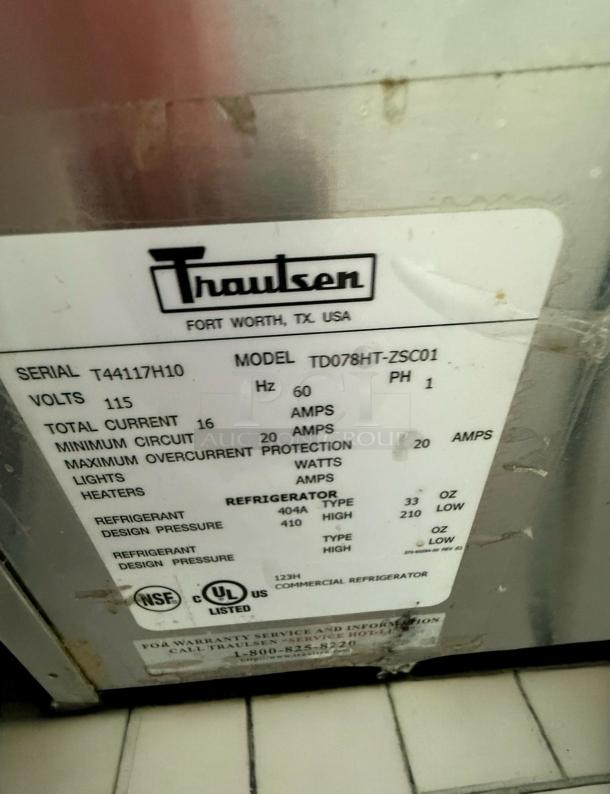 Traulsen
FORT WORTH, TX. USA
SERIAL T44117H10 MODEL TD078HT-ZSC01
VOLTS 115 Hz 60 PH 1
TOTAL CURRENT 16 AMPS
MINIMUM CIRCUIT 20 AMPS
MAXIMUM OVERCURRENT PROTECTION 20 AMPS
LIGHTS WATTS
HEATERS AMPS
REFRIGERATOR
REFRIGERANT 404A TYPE 33 OZ
DESIGN PRESSURE 410 HIGH 210 LOW
REFRIGERANT TYPE OZ
DESIGN PRESSURE HIGH LOW
123H
COMMERCIAL REFRIGERATOR
NSF
C UL US
LISTED
FOR WARRANTY SERVICE AND INFORMATION
CALL TRAULSEN "SERVICE HOT-
1-800-825-8220
PCI
AUCTION GROUP